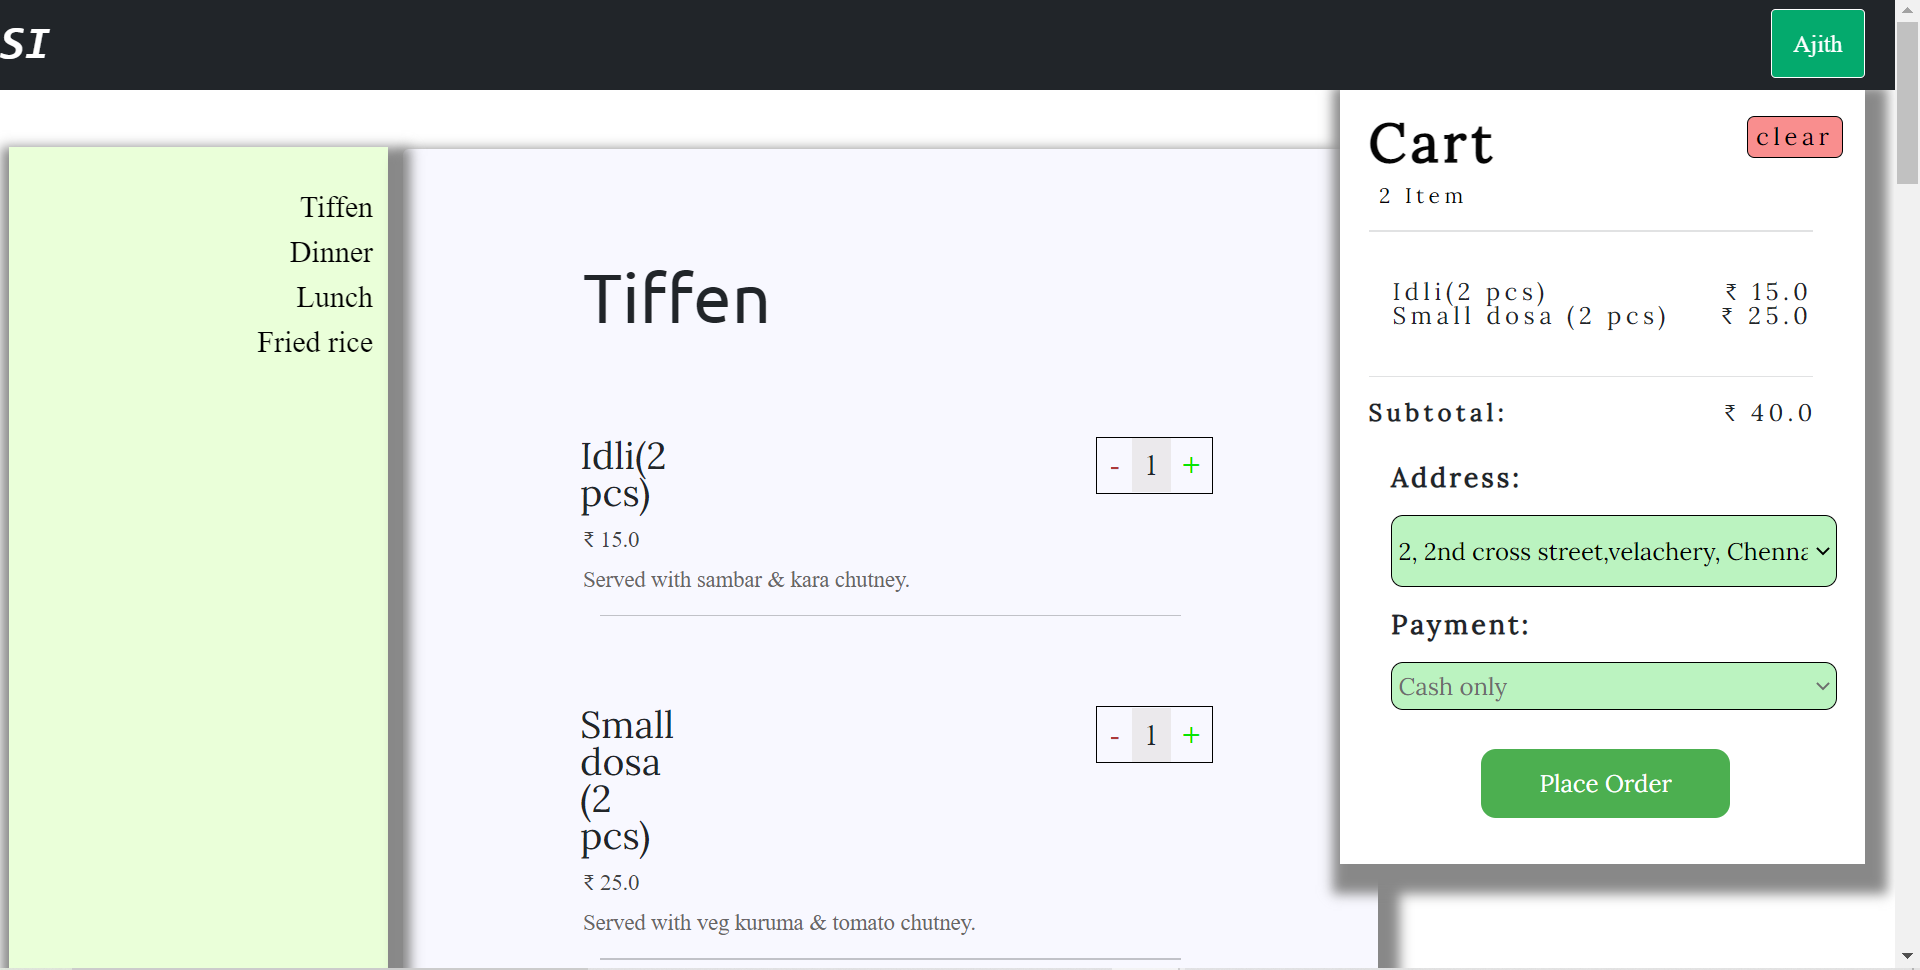 SI
Ajith
Tiffen
Dinner
Lunch
Fried rice
Tiffen
Idli(2
pcs)
₹ 15.0
Served with sambar & kara chutney.
- 1 +
Small
dosa
(2
pcs)
₹ 25.0
Served with veg kuruma & tomato chutney.
- 1 +
Cart
clear
2 Item
Idli(2 pcs) ₹ 15.0
Small dosa (2 pcs) ₹ 25.0
Subtotal: ₹ 40.0
Address:
2, 2nd cross street,velachery, Chenna
Payment:
Cash only
Place Order